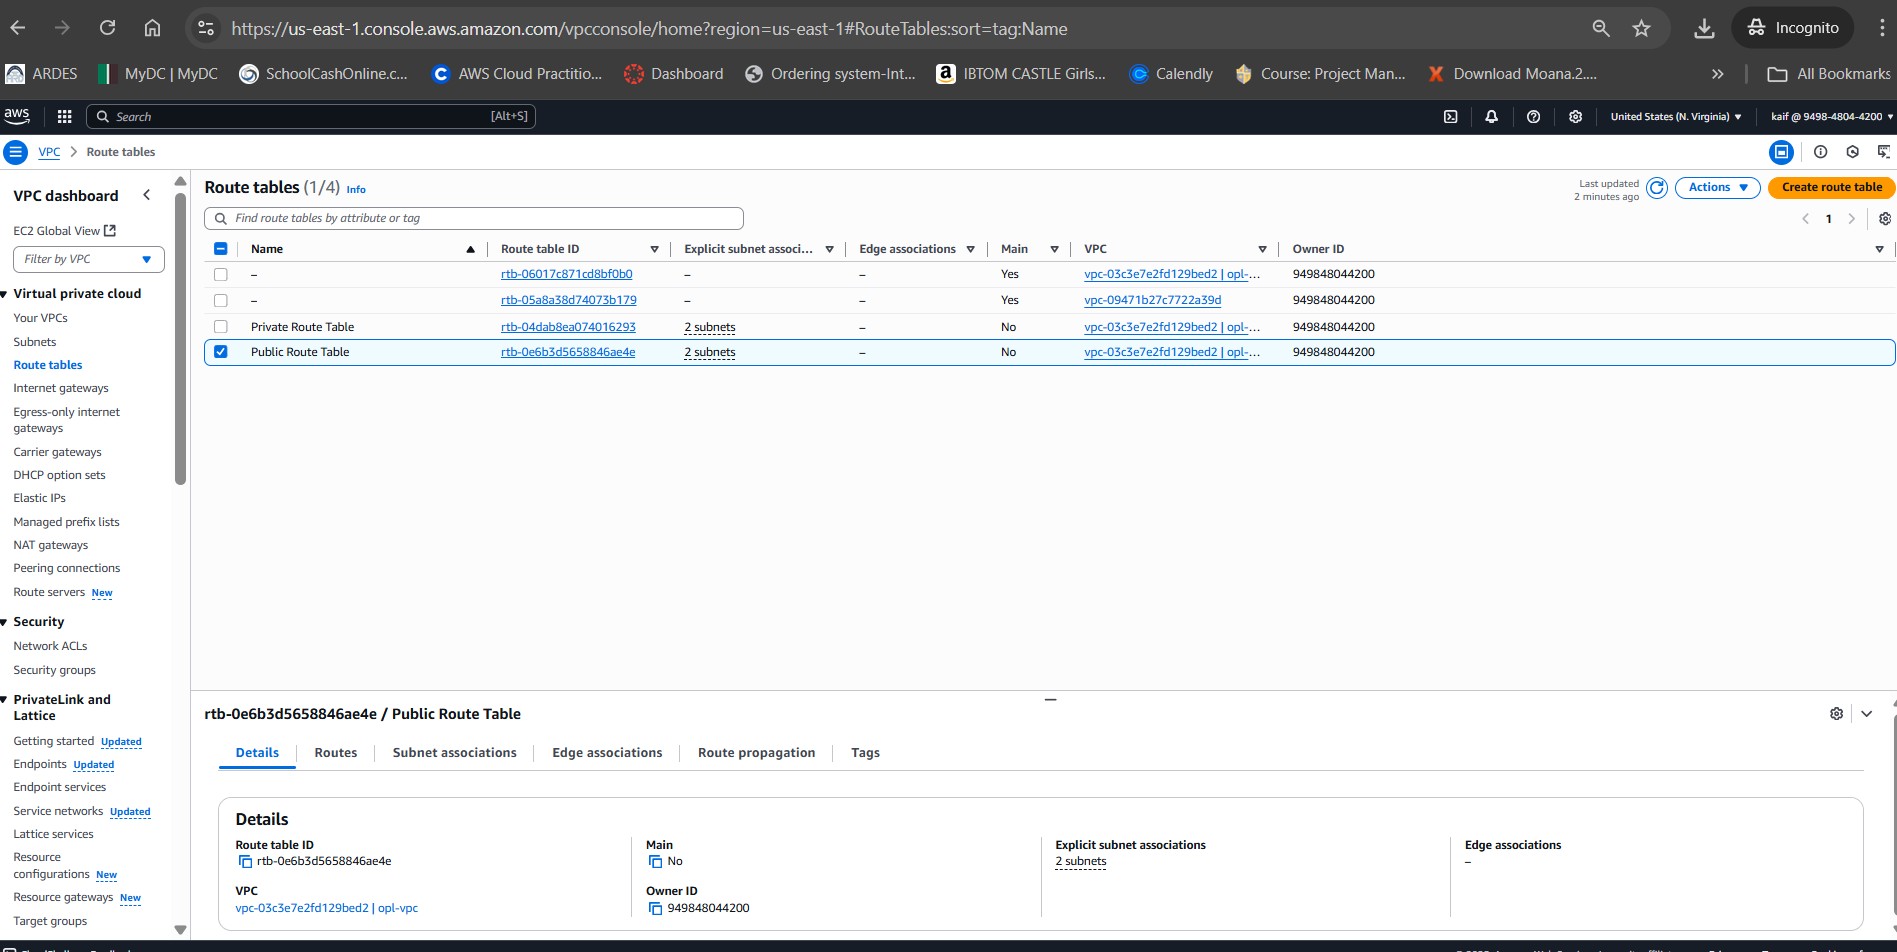 https://us-east-1.console.aws.amazon.com/vpcconsole/home?region=us-east-1#RouteTables:sort=tag:Name
Incognito
ARDES
MyDC | MyDC
SchoolCashOnline.c...
AWS Cloud Practitio...
Dashboard
Ordering system-Int...
IBTOM CASTLE Girls...
Calendly
Course: Project Man...
Download Moana.2....
All Bookmarks
aws
Search
[Alt+S]
United States (N. Virginia)
kaif @ 9498-4804-4200
VPC
Route tables
VPC dashboard
EC2 Global View
Filter by VPC
Virtual private cloud
Your VPCs
Subnets
Route tables
Internet gateways
Egress-only internet
gateways
Carrier gateways
DHCP option sets
Elastic IPs
Managed prefix lists
NAT gateways
Peering connections
Route servers New
Security
Network ACLs
Security groups
PrivateLink and
Lattice
Getting started Updated
Endpoints Updated
Endpoint services
Service networks Updated
Lattice services
Resource
configurations New
Resource gateways New
Target groups
Route tables (1/4) Info
Last updated
2 minutes ago
Actions
Create route table
Find route tables by attribute or tag
1
Name Route table ID Explicit subnet associ... Edge associations Main VPC Owner ID
– rtb-06017c871cd8bf0b0 – – Yes vpc-03c3e7e2fd129bed2 | opl-... 949848044200
– rtb-05a8a38d74073b179 – – Yes vpc-09471b27c7722a39d 949848044200
Private Route Table rtb-04dab8ea074016293 2 subnets – No vpc-03c3e7e2fd129bed2 | opl-... 949848044200
Public Route Table rtb-0e6b3d5658846ae4e 2 subnets – No vpc-03c3e7e2fd129bed2 | opl-... 949848044200
rtb-0e6b3d5658846ae4e / Public Route Table
Details Routes Subnet associations Edge associations Route propagation Tags
Details
Route table ID
rtb-0e6b3d5658846ae4e
Main
No
Explicit subnet associations
2 subnets
Edge associations
–
VPC
vpc-03c3e7e2fd129bed2 | opl-vpc
Owner ID
949848044200